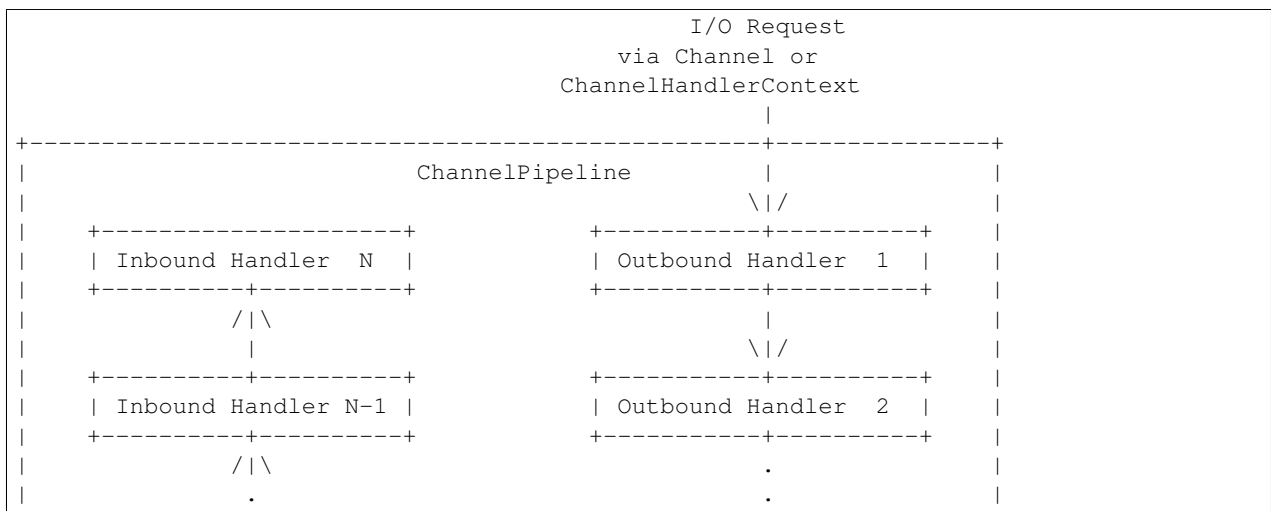 I/O Request
                                            via Channel or
                                        ChannelHandlerContext
                                                      |
+---------------------------------------------------+---------------+
|                           ChannelPipeline         |               |
|                                                  \|/              |
|    +---------------------+            +-----------+----------+    |
|    | Inbound Handler  N  |            | Outbound Handler  1  |    |
|    +----------+----------+            +-----------+----------+    |
|              /|\                                  |               |
|               |                                  \|/              |
|    +----------+----------+            +-----------+----------+    |
|    | Inbound Handler N-1 |            | Outbound Handler  2  |    |
|    +----------+----------+            +-----------+----------+    |
|              /|\                                  .               |
|               .                                   .               |